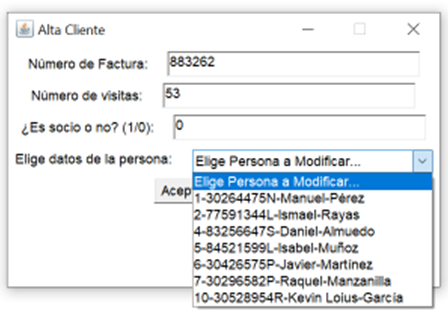 Alta Cliente
Número de Factura: 883262
Número de visitas: 53
¿Es socio o no? (1/0): 0
Elige datos de la persona: Elige Persona a Modificar...
Elige Persona a Modificar...
1-30264475N-Manuel-Pérez
2-77591344L-Ismael-Rayas
4-83256647S-Daniel-Almuedo
5-84521599L-Isabel-Muñoz
6-30426575P-Javier-Martínez
7-30296582P-Raquel-Manzanilla
10-30528954R-Kevin Loius-García
Acep